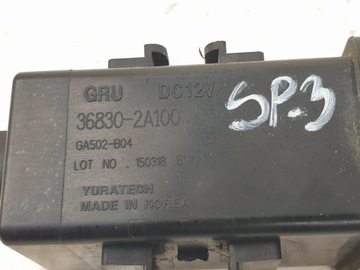 GRU DC12V
36830-2A100
SP.3
GA502-B04
LOT NO . 150318
YURATECH
MADE IN KOREA